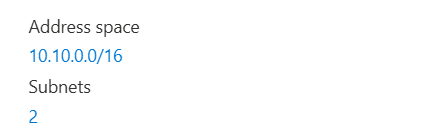 Address space
10.10.0.0/16
Subnets
2